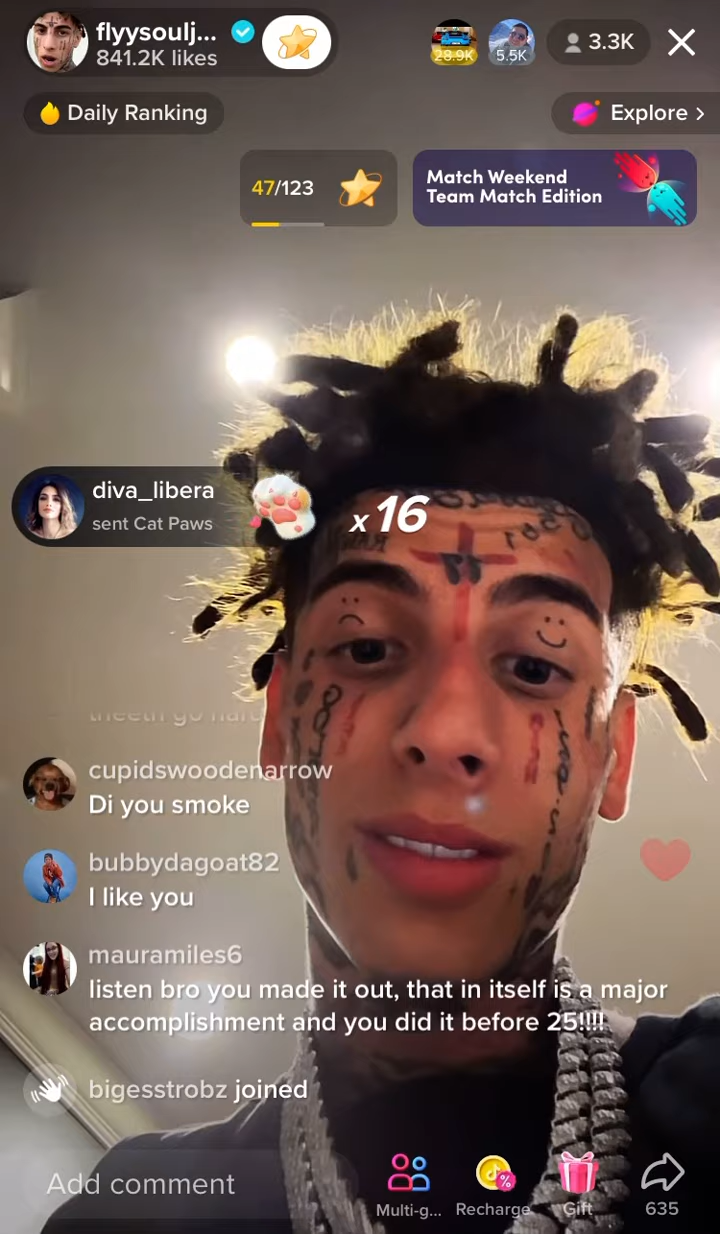 flyysoulj...
841.2K likes
28.9K
5.5K
3.3K
Daily Ranking
Explore >
47/123
Match Weekend
Team Match Edition
diva_libera
sent Cat Paws
x 16
cupidswoodenarrow
Di you smoke
bubbydagoat82
I like you
mauramiles6
listen bro you made it out, that in itself is a major
accomplishment and you did it before 25!!!!
bigesstrobz joined
Add comment
Multi-g...
Recharge
Gift
635